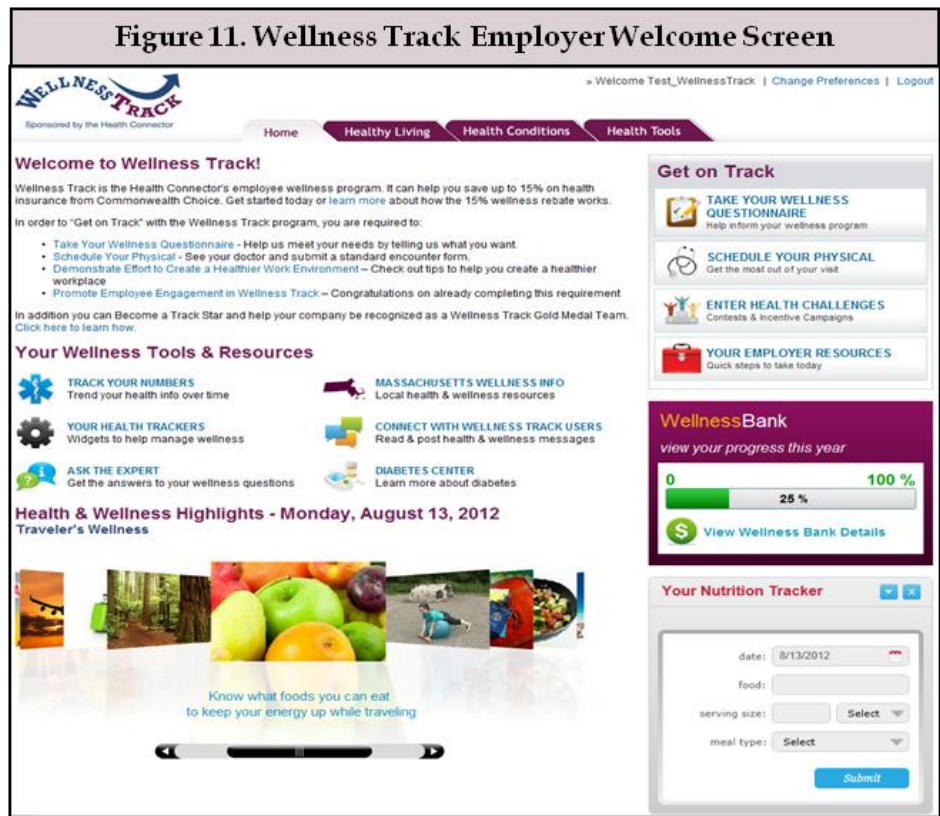 Figure 11. Wellness Track Employer Welcome Screen
WELLNESS TRACK
Sponsored by the Health Connector
» Welcome Test_WellnessTrack | Change Preferences | Logout
Home Healthy Living Health Conditions Health Tools
Welcome to Wellness Track!
Wellness Track is the Health Connector's employee wellness program. It can help you save up to 15% on health
insurance from Commonwealth Choice. Get started today or learn more about how the 15% wellness rebate works.
In order to "Get on Track" with the Wellness Track program, you are required to:
• Take Your Wellness Questionnaire - Help us meet your needs by telling us what you want.
• Schedule Your Physical - See your doctor and submit a standard encounter form.
• Demonstrate Effort to Create a Healthier Work Environment – Check out tips to help you create a healthier
workplace
• Promote Employee Engagement in Wellness Track – Congratulations on already completing this requirement
In addition you can Become a Track Star and help your company be recognized as a Wellness Track Gold Medal Team.
Click here to learn how.
Your Wellness Tools & Resources
TRACK YOUR NUMBERS
Trend your health info over time
MASSACHUSETTS WELLNESS INFO
Local health & wellness resources
YOUR HEALTH TRACKERS
Widgets to help manage wellness
CONNECT WITH WELLNESS TRACK USERS
Read & post health & wellness messages
ASK THE EXPERT
Get the answers to your wellness questions
DIABETES CENTER
Learn more about diabetes
Health & Wellness Highlights - Monday, August 13, 2012
Traveler's Wellness
Know what foods you can eat
to keep your energy up while traveling
Get on Track
TAKE YOUR WELLNESS
QUESTIONNAIRE
Help inform your wellness program
SCHEDULE YOUR PHYSICAL
Get the most out of your visit
ENTER HEALTH CHALLENGES
Contests & Incentive Campaigns
YOUR EMPLOYER RESOURCES
Quick steps to take today
WellnessBank
view your progress this year
0 100 %
25 %
$ View Wellness Bank Details
Your Nutrition Tracker
date: 8/13/2012
food:
serving size: Select
meal type: Select
Submit